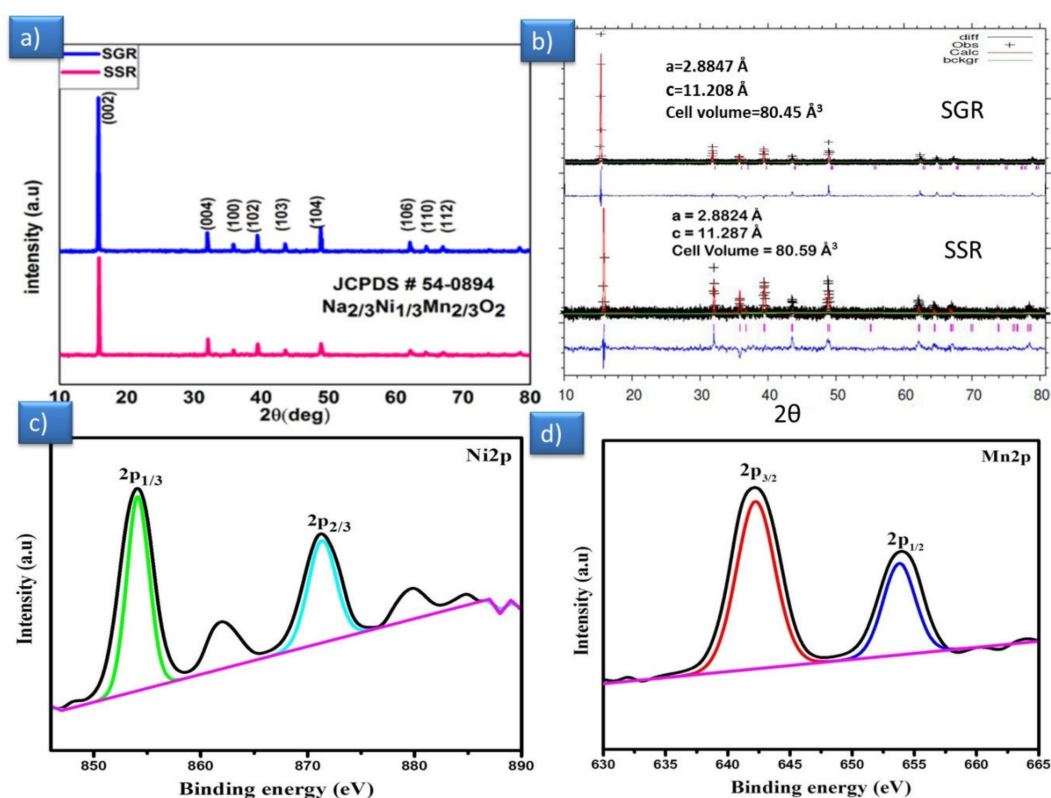 a)
SGR
SSR
(002)
(004)
(100)
(102)
(103)
(104)
(106)
(110)
(112)
JCPDS # 54-0894
Na2/3Ni1/3Mn2/3O2
intensity (a.u)
10 20 30 40 50 60 70 80
2θ(deg)
b)
diff
Obs
Calc
bckgr
a=2.8847 Å
c=11.208 Å
Cell volume=80.45 Å³
SGR
a = 2.8824 Å
c = 11.287 Å
Cell Volume = 80.59 Å³
SSR
10 20 30 40 50 60 70 80
2θ
c)
Ni2p
2p1/3
2p2/3
Intensity (a.u)
850 860 870 880 890
Binding energy (eV)
d)
Mn2p
2p3/2
2p1/2
Intensity (a.u)
630 635 640 645 650 655 660 665
Binding energy (eV)